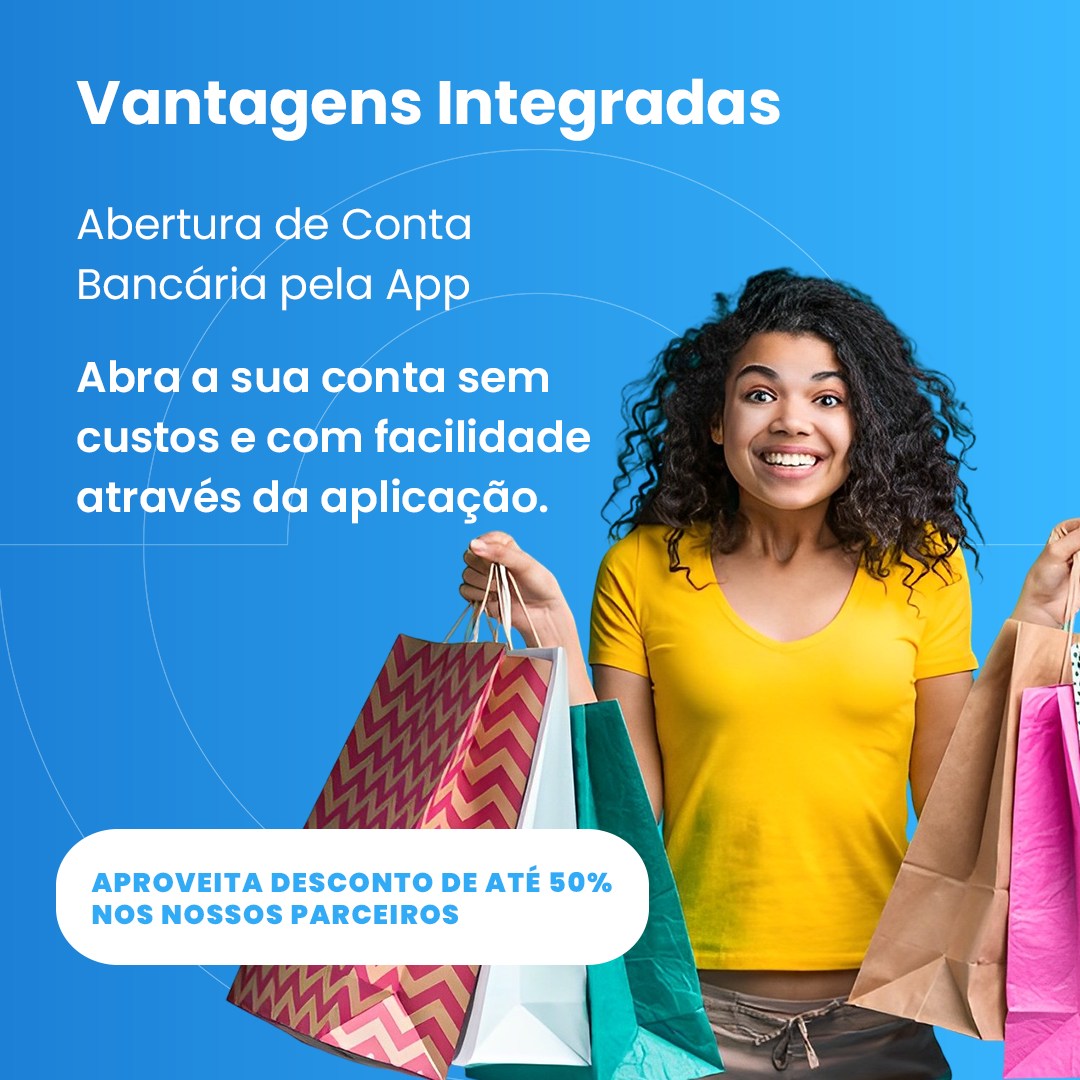 Vantagens Integradas
Abertura de Conta
Bancária pela App
Abra a sua conta sem
custos e com facilidade
através da aplicação.
APROVEITA DESCONTO DE ATÉ 50%
NOS NOSSOS PARCEIROS